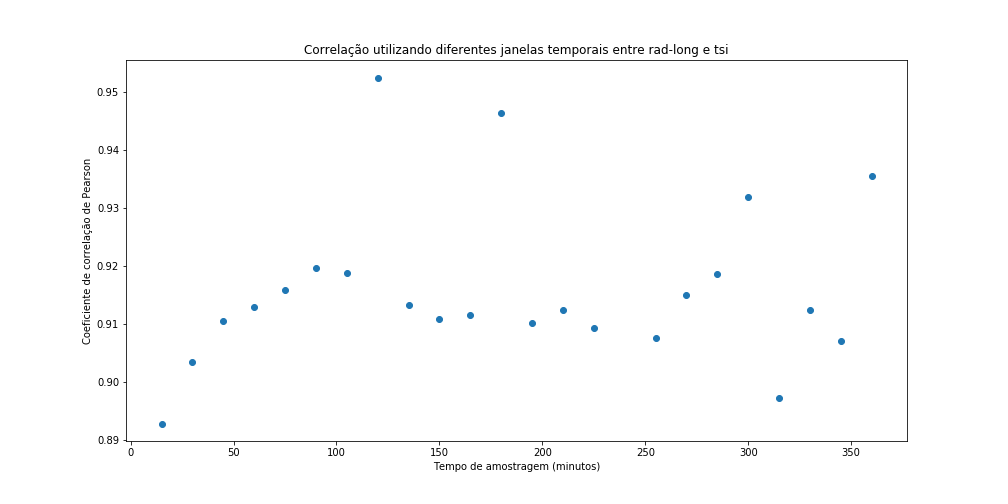 Correlação utilizando diferentes janelas temporais entre rad-long e tsi
Coeficiente de correlação de Pearson
0.95
0.94
0.93
0.92
0.91
0.90
0.89
0 50 100 150 200 250 300 350
Tempo de amostragem (minutos)